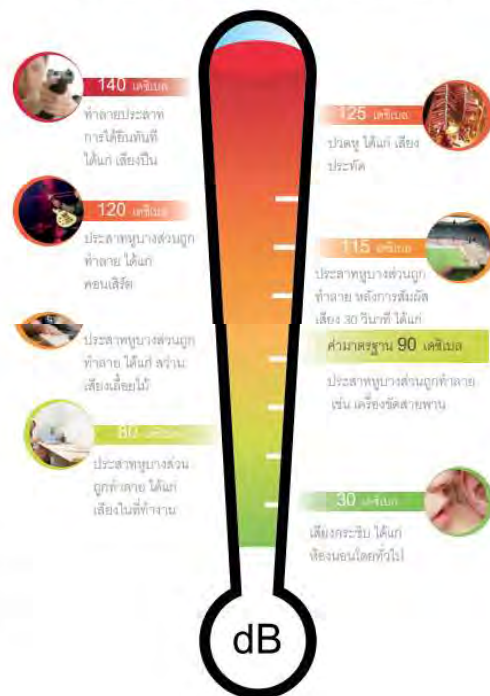 140 เดซิเบล
ทำลายประสาท
การได้ยินทันที
ได้แก่ เสียงปืน
125 เดซิเบล
ปวดหู ได้แก่ เสียง
ประทัด
120 เดซิเบล
ประสาทหูบางส่วนถูก
ทำลาย ได้แก่
คอนเสิร์ต
115 เดซิเบล
ประสาทหูบางส่วนถูก
ทำลาย หลังการสัมผัส
เสียง 30 วินาที ได้แก่
ประสาทหูบางส่วนถูก
ทำลาย ได้แก่ สว่าน
เสียงเลื่อยไม้
ค่ามาตรฐาน 90 เดซิเบล
ประสาทหูบางส่วนถูกทำลาย
เช่น เครื่องขัดสายพาน
80 เดซิเบล
ประสาทหูบางส่วน
ถูกทำลาย ได้แก่
เสียงในที่ทำงาน
30 เดซิเบล
เสียงกระซิบ ได้แก่
ห้องนอนโดยทั่วไป
dB